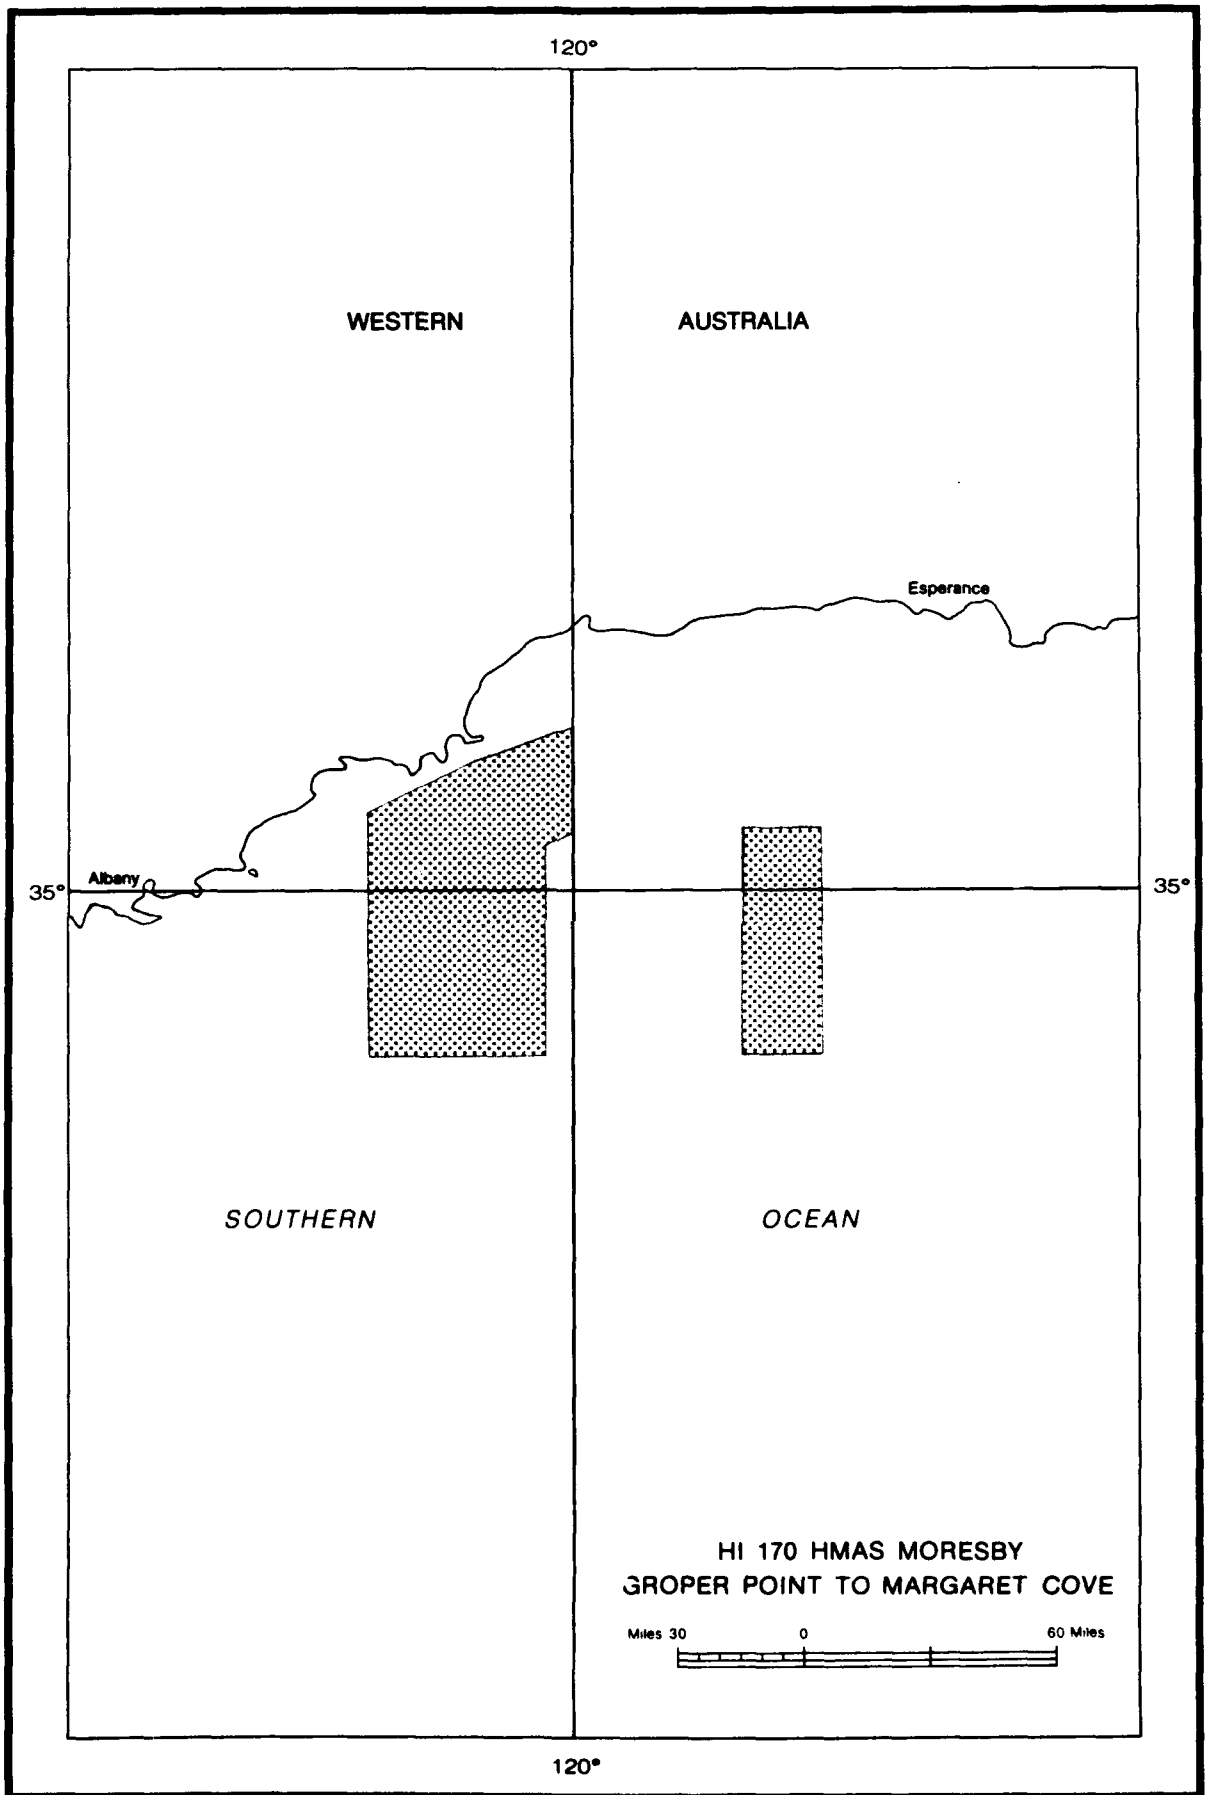 120°
WESTERN AUSTRALIA
Esperance
Albany
35° 35°
SOUTHERN OCEAN
HI 170 HMAS MORESBY
GROPER POINT TO MARGARET COVE
Miles 30 0 60 Miles
120°